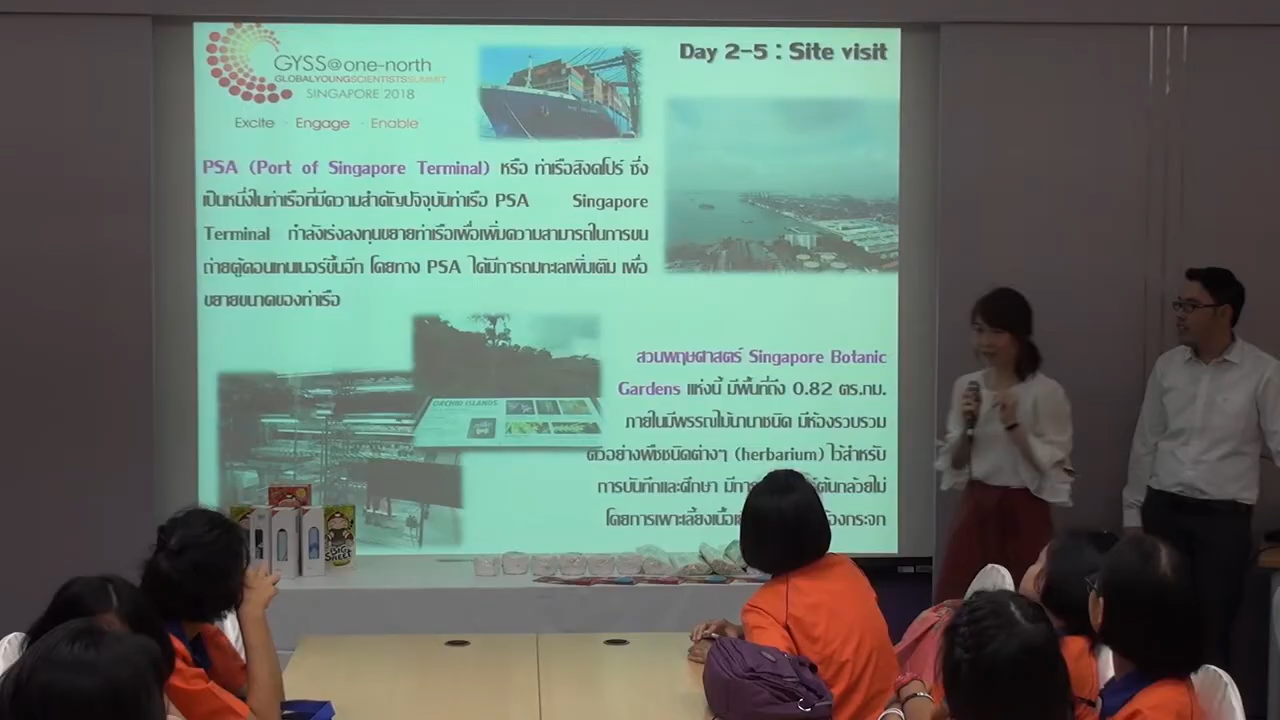 GYSS@one-north
GLOBALYOUNGSCIENTISTSSUMMIT
SINGAPORE 2018
Excite - Engage - Enable
Day 2-5 : Site visit
PSA (Port of Singapore Terminal) หรือ ท่าเรือสิงคโปร์ ซึ่ง
เป็นหนึ่งในท่าเรือที่มีความสำคัญปัจจุบันท่าเรือ PSA Singapore
Terminal กำลังเร่งลงทุนขยายท่าเรือเพื่อเพิ่มความสามารถในการขน
ถ่ายตู้คอนเทนเนอร์ขึ้นอีก โดยทาง PSA ได้มีการถมทะเลเพิ่มเติม เพื่อ
ขยายขนาดของท่าเรือ
ORCHID ISLANDS
สวนพฤษศาสตร์ Singapore Botanic
Gardens แห่งนี้ มีพื้นที่ถึง 0.82 ตร.กม.
ภายในมีพรรณไม้นานาชนิด มีห้องรวบรวม
ตัวอย่างพืชชนิดต่างๆ (herbarium) ไว้สำหรับ
การบันทึกและศึกษา ต้นกล้วยไม้
โดยการเพาะเลี้ยง